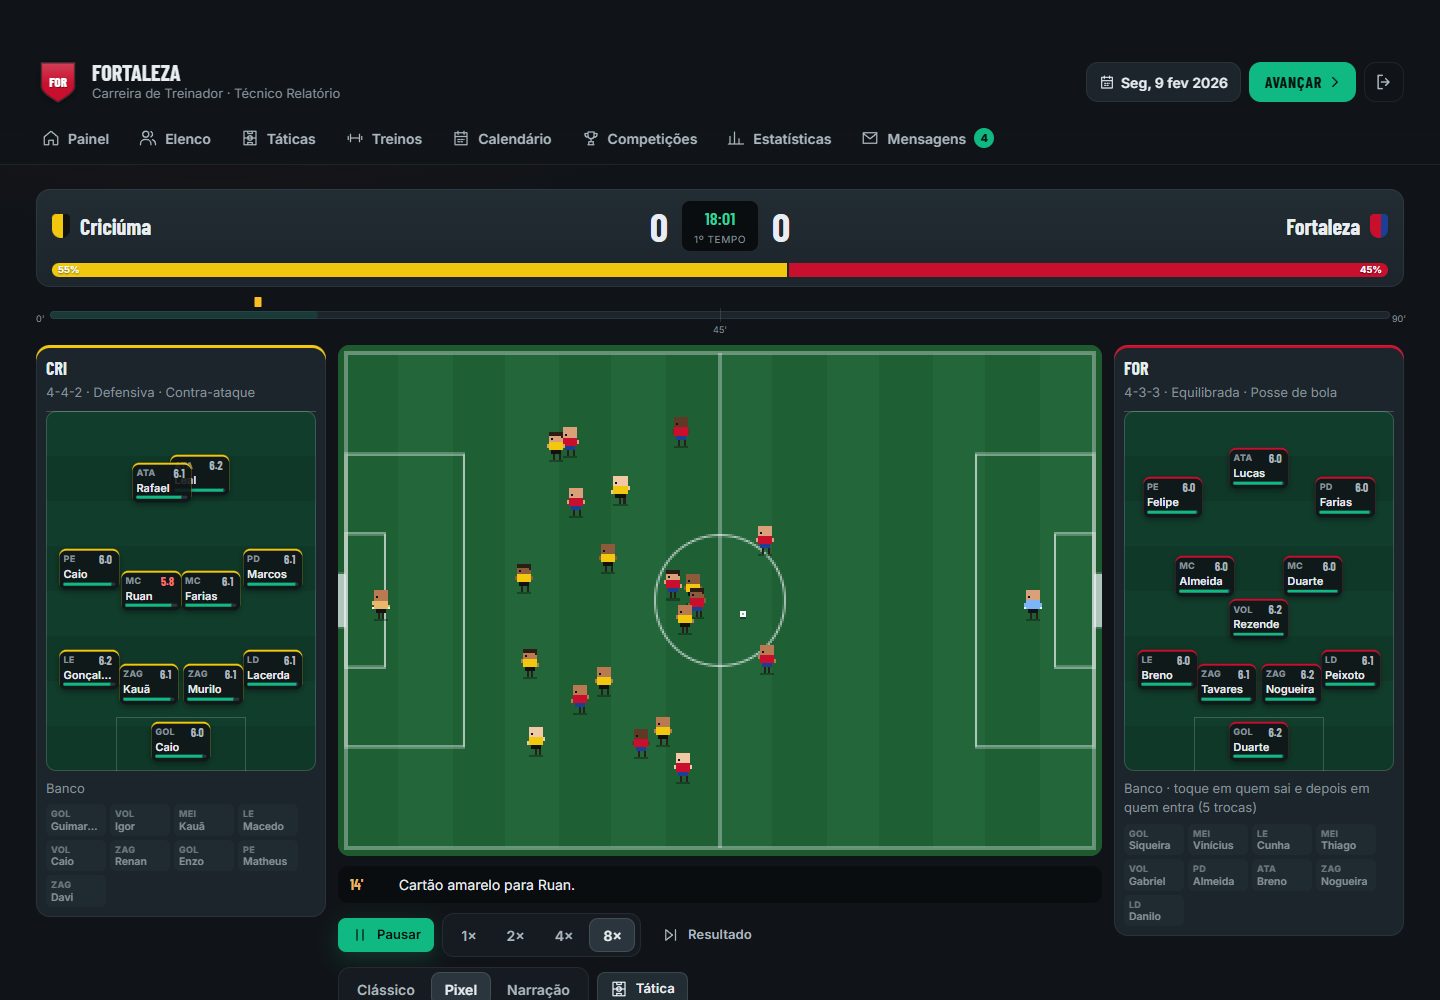 FOR
FORTALEZA
Carreira de Treinador · Técnico Relatório
Seg, 9 fev 2026
AVANÇAR
Painel
Elenco
Táticas
Treinos
Calendário
Competições
Estatísticas
Mensagens 4
Criciúma
0
18:01
1º TEMPO
0
Fortaleza
55%
45%
0'
45'
90'
CRI
4-4-2 · Defensiva · Contra-ataque
6.2
ATA 6.1
Rafael
PE 6.0
Caio
PD 6.1
Marcos
MC 5.8
Ruan
MC 6.1
Farias
LE 6.2
Gonçal...
LD 6.1
Lacerda
ZAG 6.1
Kauã
ZAG 6.1
Murilo
GOL 6.0
Caio
Banco
GOL
Guimar...
VOL
Igor
MEI
Kauã
LE
Macedo
VOL
Caio
ZAG
Renan
GOL
Enzo
PE
Matheus
ZAG
Davi
14'
Cartão amarelo para Ruan.
Pausar
1×
2×
4×
8×
Resultado
Clássico
Pixel
Narração
Tática
FOR
4-3-3 · Equilibrada · Posse de bola
ATA 6.0
Lucas
PE 6.0
Felipe
PD 6.0
Farias
MC 6.0
Almeida
MC 6.0
Duarte
VOL 6.2
Rezende
LE 6.0
Breno
LD 6.1
Peixoto
ZAG 6.1
Tavares
ZAG 6.2
Nogueira
GOL 6.2
Duarte
Banco · toque em quem sai e depois em
quem entra (5 trocas)
GOL
Siqueira
MEI
Vinícius
LE
Cunha
MEI
Thiago
VOL
Gabriel
PD
Almeida
ATA
Breno
ZAG
Nogueira
LD
Danilo